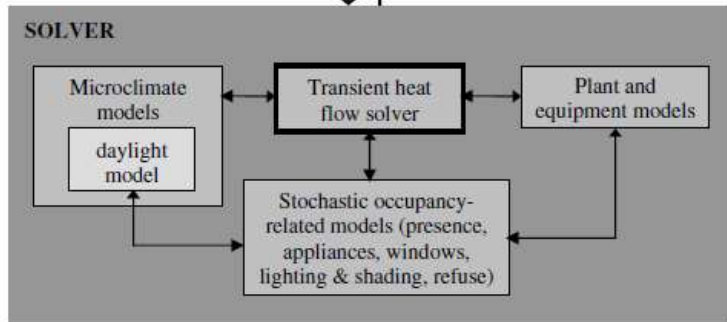 SOLVER
Microclimate
models
daylight
model
Transient heat
flow solver
Plant and
equipment models
Stochastic occupancy-
related models (presence,
appliances, windows,
lighting & shading, refuse)